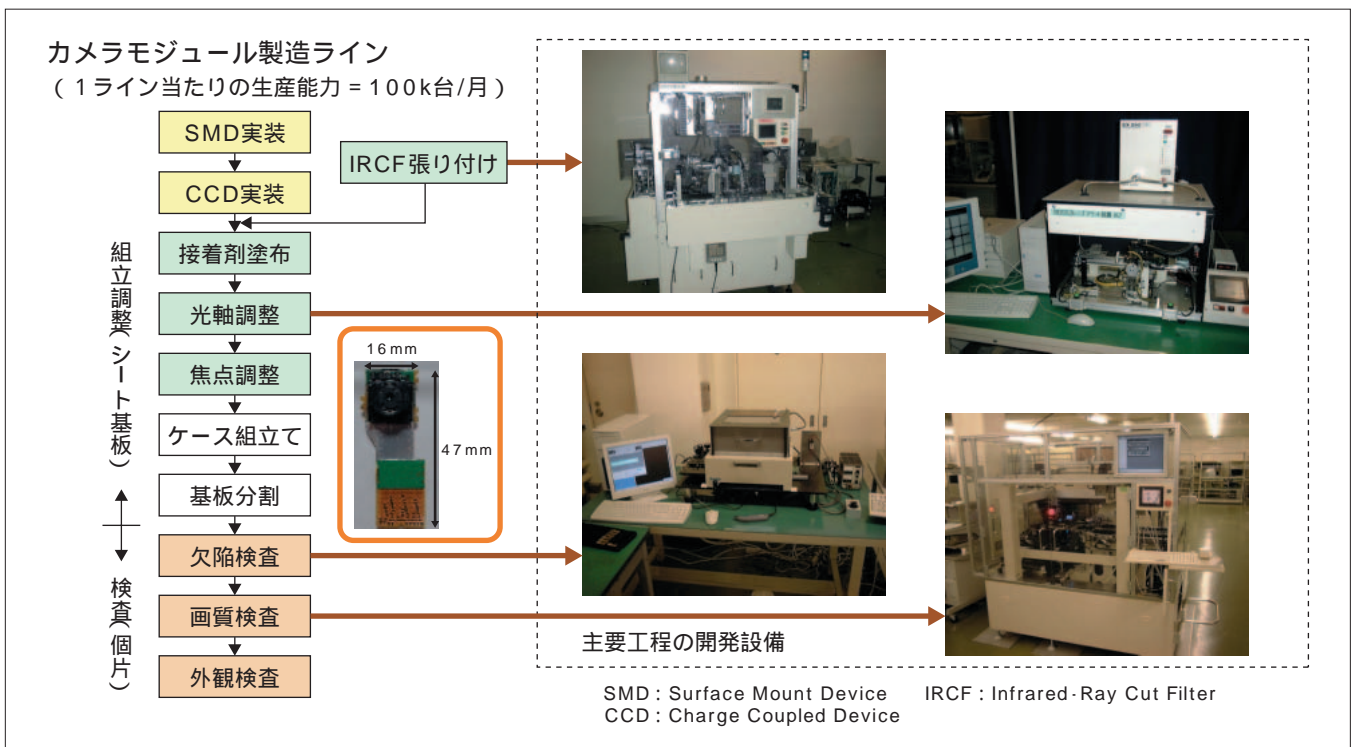 カメラモジュール製造ライン
（1ライン当たりの生産能力＝100k台/月）
SMD実装
CCD実装
IRCF張り付け
接着剤塗布
光軸調整
焦点調整
ケース組立て
基板分割
欠陥検査
画質検査
外観検査
組立調整（シート基板）
検査（個片）
16mm
47mm
主要工程の開発設備
SMD：Surface Mount Device
IRCF：Infrared-Ray Cut Filter
CCD：Charge Coupled Device